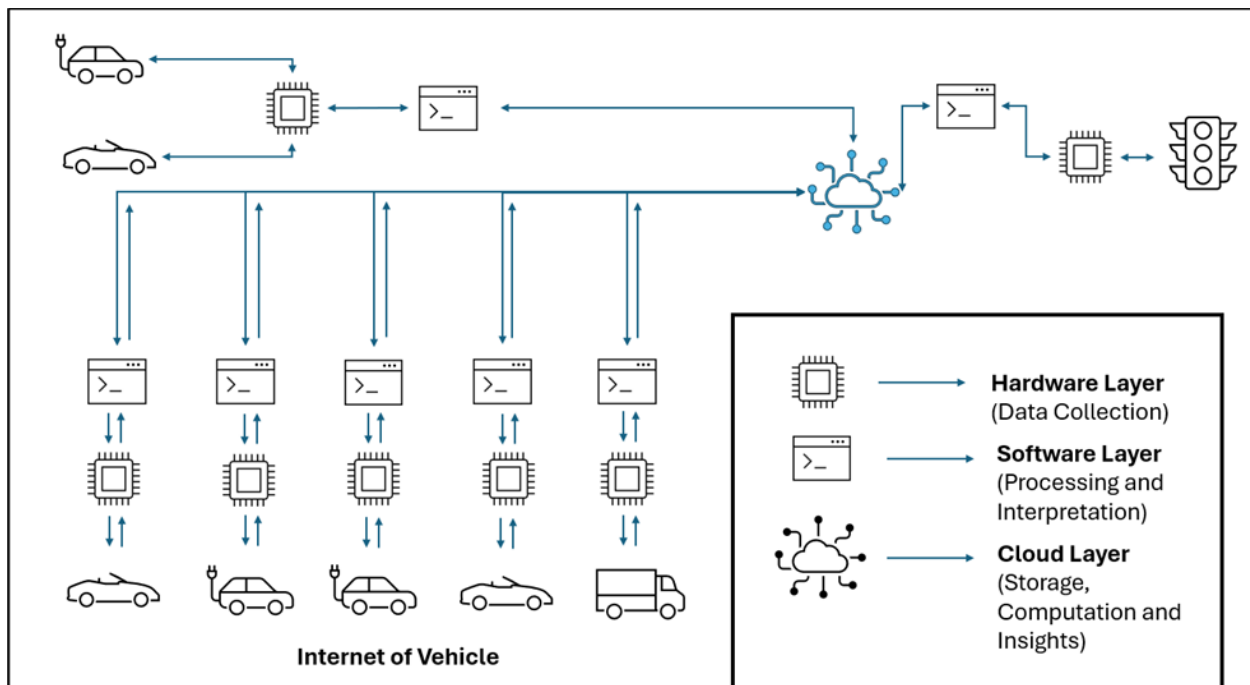 >_
>_
>_
>_
>_
>_
>_
Internet of Vehicle
Hardware Layer
(Data Collection)
>_
Software Layer
(Processing and
Interpretation)
Cloud Layer
(Storage,
Computation and
Insights)